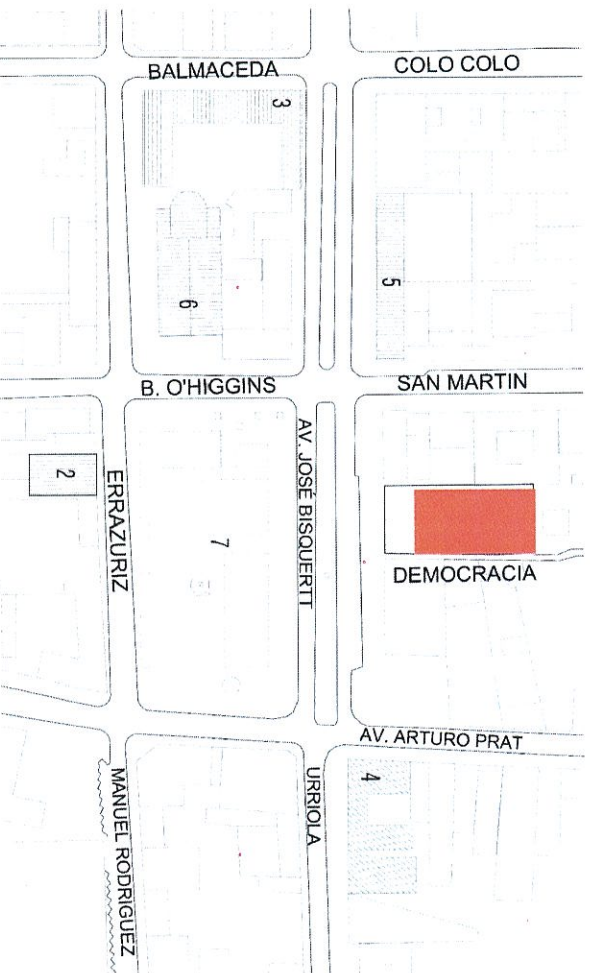 BALMACEDA
COLO COLO
3
5
6
B. O'HIGGINS
SAN MARTIN
AV. JOSÉ BISQUERTT
2
ERRAZURIZ
7
DEMOCRACIA
AV. ARTURO PRAT
4
URRIOLA
MANUEL RODRIGUEZ